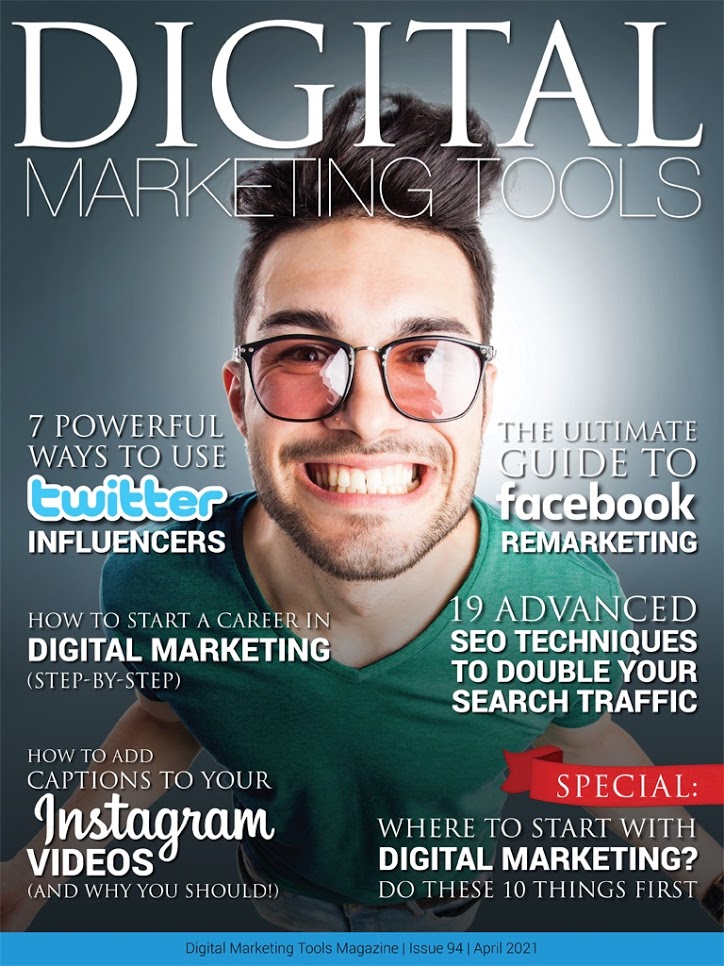 DIGITAL
MARKETING TOOLS
7 POWERFUL
WAYS TO USE
twitter
INFLUENCERS
THE ULTIMATE
GUIDE TO
facebook
REMARKETING
HOW TO START A CAREER IN
DIGITAL MARKETING
(STEP-BY-STEP)
19 ADVANCED
SEO TECHNIQUES
TO DOUBLE YOUR
SEARCH TRAFFIC
HOW TO ADD
CAPTIONS TO YOUR
Instagram
VIDEOS
(AND WHY YOU SHOULD!)
SPECIAL:
WHERE TO START WITH
DIGITAL MARKETING?
DO THESE 10 THINGS FIRST
Digital Marketing Tools Magazine | Issue 94 | April 2021